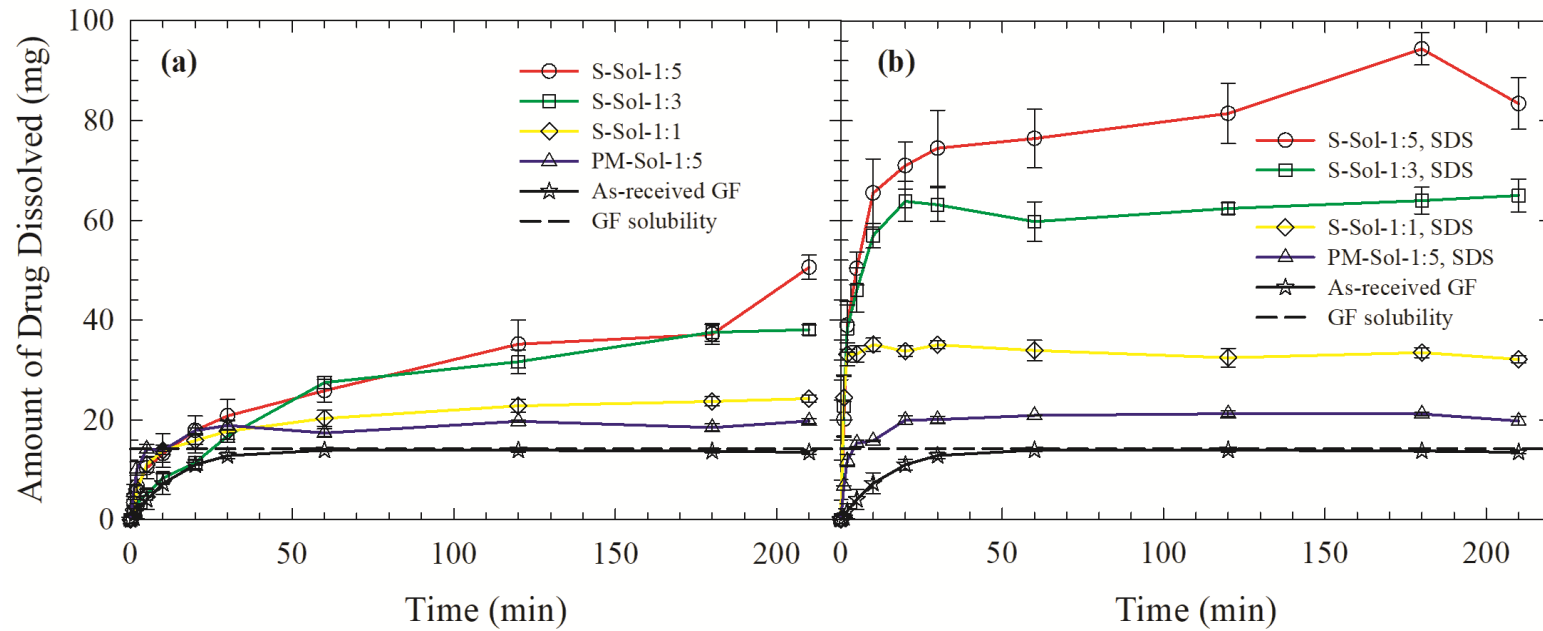 Amount of Drug Dissolved (mg)
100
80
60
40
20
0
(a)
S-Sol-1:5
S-Sol-1:3
S-Sol-1:1
PM-Sol-1:5
As-received GF
GF solubility
0 50 100 150 200
Time (min)
(b)
S-Sol-1:5, SDS
S-Sol-1:3, SDS
S-Sol-1:1, SDS
PM-Sol-1:5, SDS
As-received GF
GF solubility
0 50 100 150 200
Time (min)